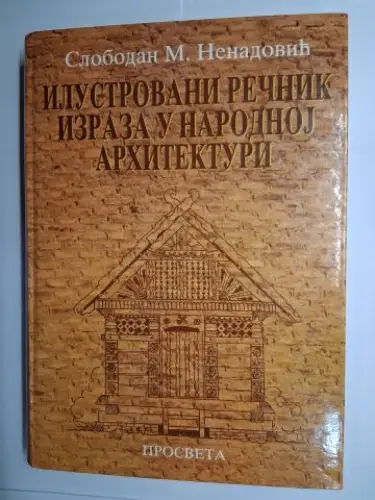 Слободан М. Ненадовић
ИЛУСТРОВАНИ РЕЧНИК
ИЗРАЗА У НАРОДНОЈ
АРХИТЕКТУРИ
ПРОСВЕТА